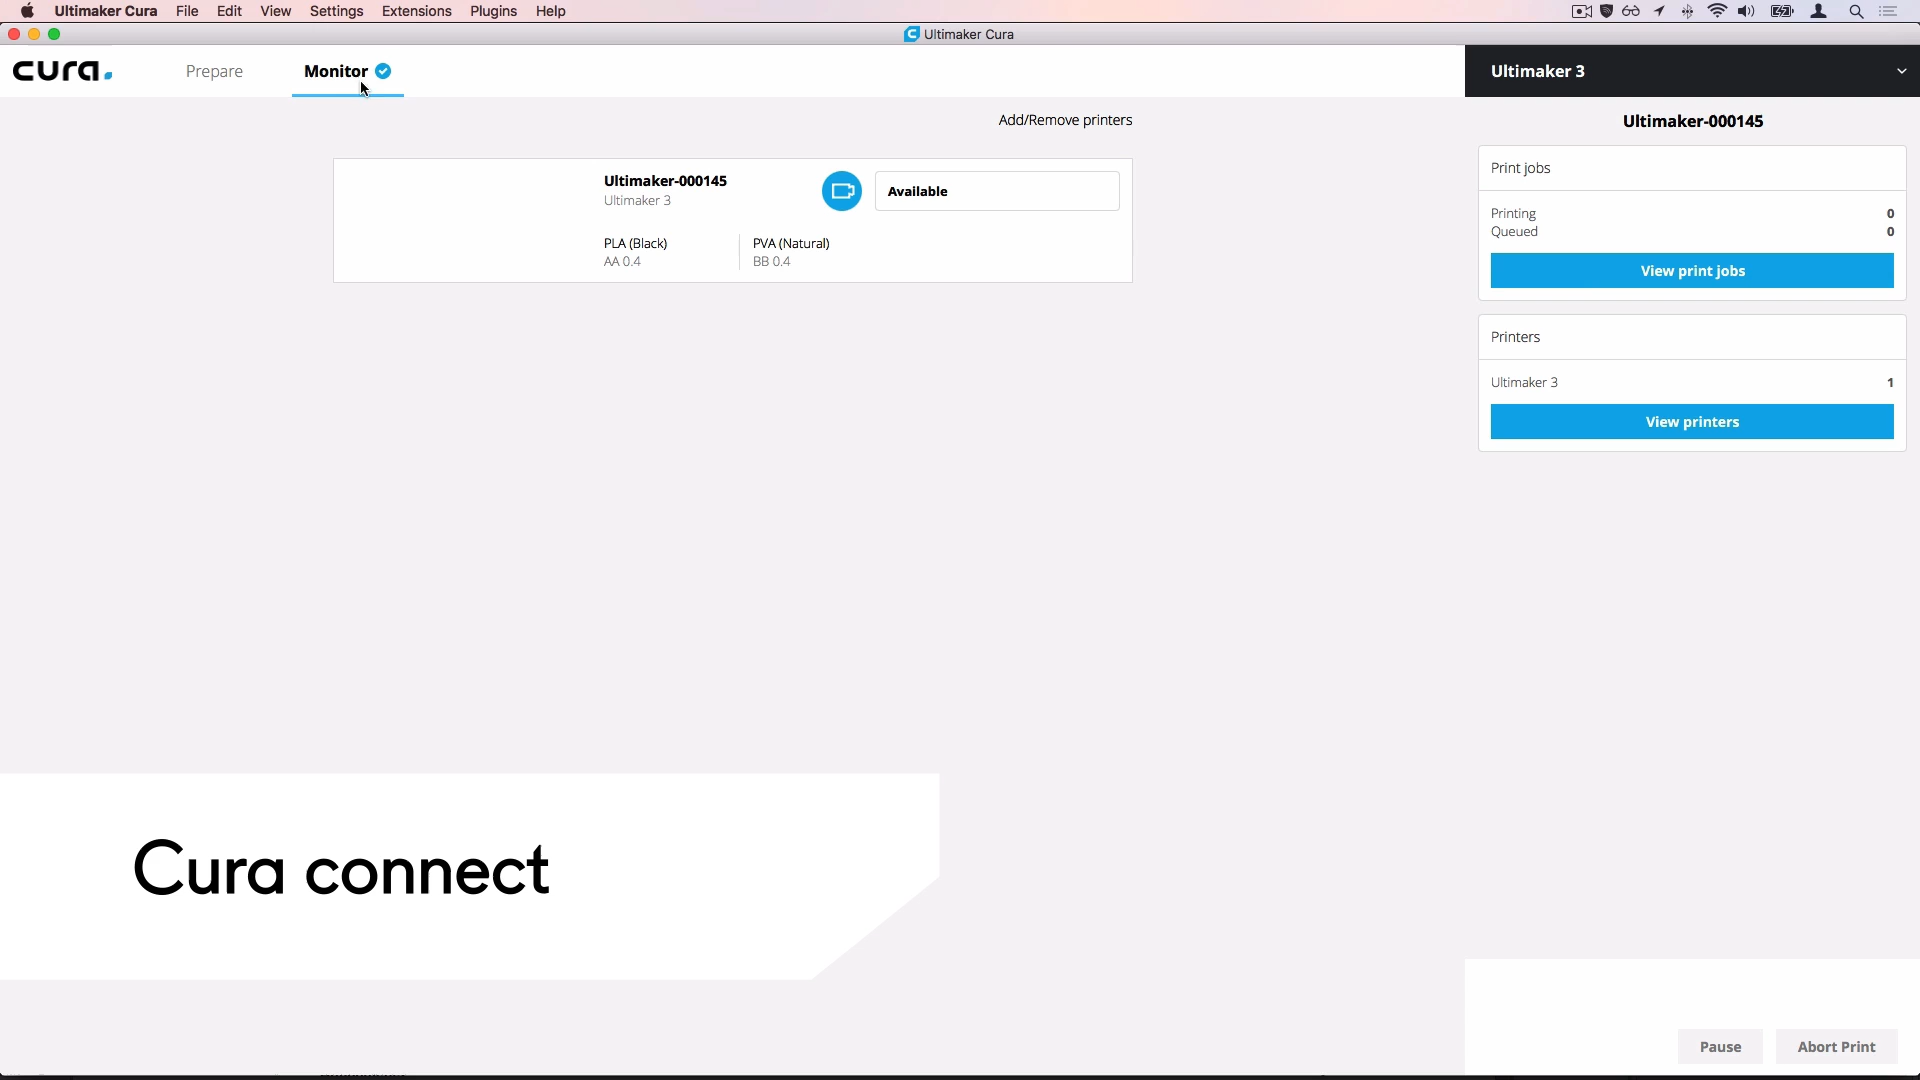 Ultimaker Cura File Edit View Settings Extensions Plugins Help
Ultimaker Cura
cura. Prepare Monitor Ultimaker 3
Add/Remove printers
Ultimaker-000145
Ultimaker 3
Available
PLA (Black) PVA (Natural)
AA 0.4 BB 0.4
Ultimaker-000145
Print jobs
Printing 0
Queued 0
View print jobs
Printers
Ultimaker 3 1
View printers
Cura connect
Pause Abort Print